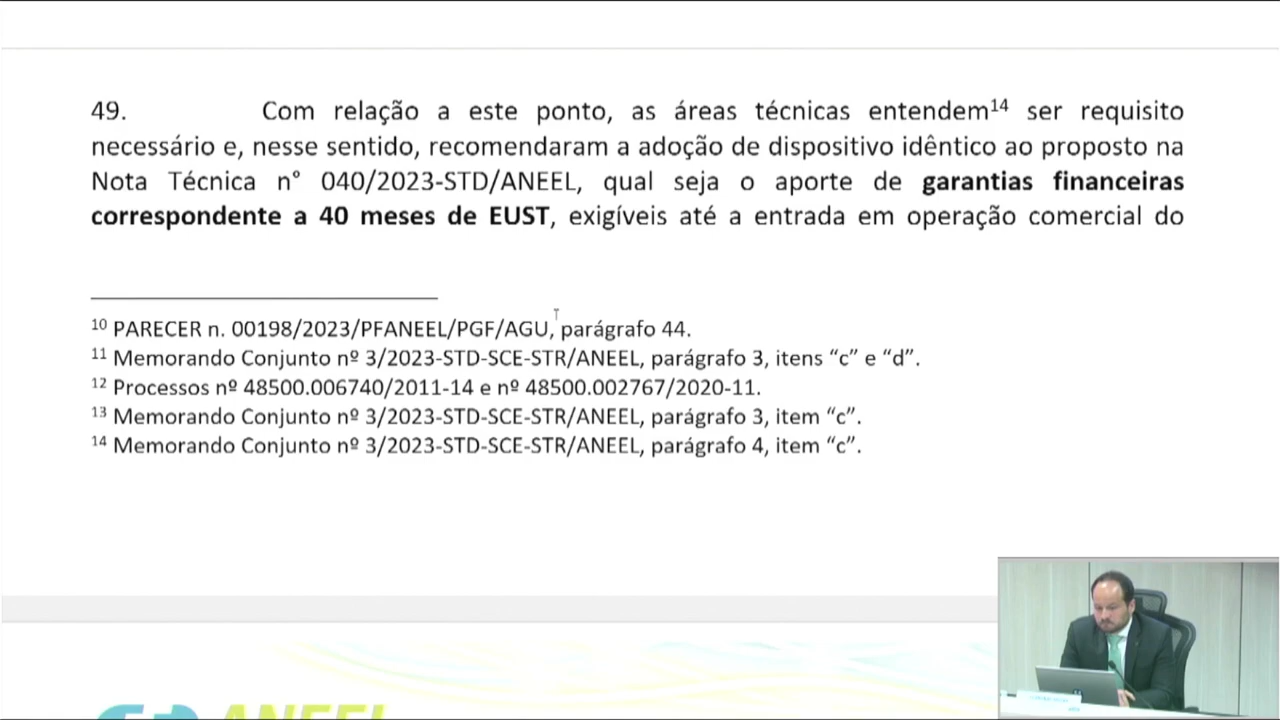 49. Com relação a este ponto, as áreas técnicas entendem¹⁴ ser requisito
necessário e, nesse sentido, recomendaram a adoção de dispositivo idêntico ao proposto na
Nota Técnica n° 040/2023-STD/ANEEL, qual seja o aporte de garantias financeiras
correspondente a 40 meses de EUST, exigíveis até a entrada em operação comercial do
¹⁰ PARECER n. 00198/2023/PFANEEL/PGF/AGU, parágrafo 44.
¹¹ Memorando Conjunto nº 3/2023-STD-SCE-STR/ANEEL, parágrafo 3, itens “c” e “d”.
¹² Processos nº 48500.006740/2011-14 e nº 48500.002767/2020-11.
¹³ Memorando Conjunto nº 3/2023-STD-SCE-STR/ANEEL, parágrafo 3, item “c”.
¹⁴ Memorando Conjunto nº 3/2023-STD-SCE-STR/ANEEL, parágrafo 4, item “c”.
ANEEL